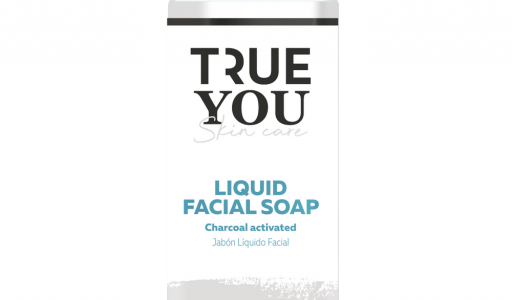 TRUE
YOU
Skin care
LIQUID
FACIAL SOAP
Charcoal activated
Jabón Líquido Facial